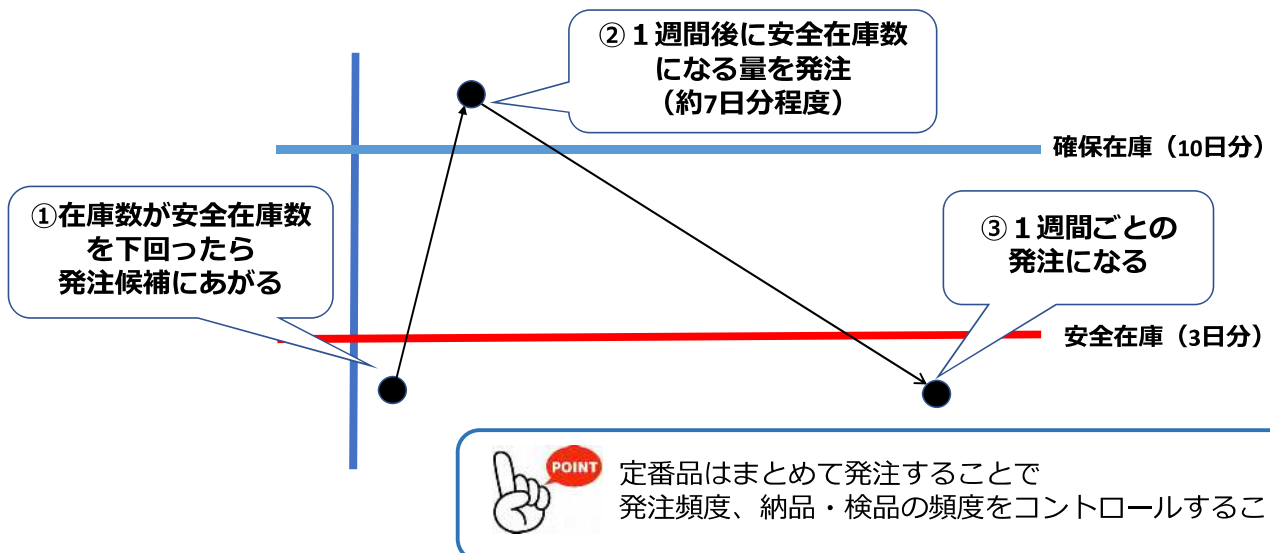 ②１週間後に安全在庫数
になる量を発注
（約7日分程度）
確保在庫（10日分）
①在庫数が安全在庫数
を下回ったら
発注候補にあがる
③１週間ごとの
発注になる
安全在庫（3日分）
POINT
定番品はまとめて発注することで
発注頻度、納品・検品の頻度をコントロールするこ